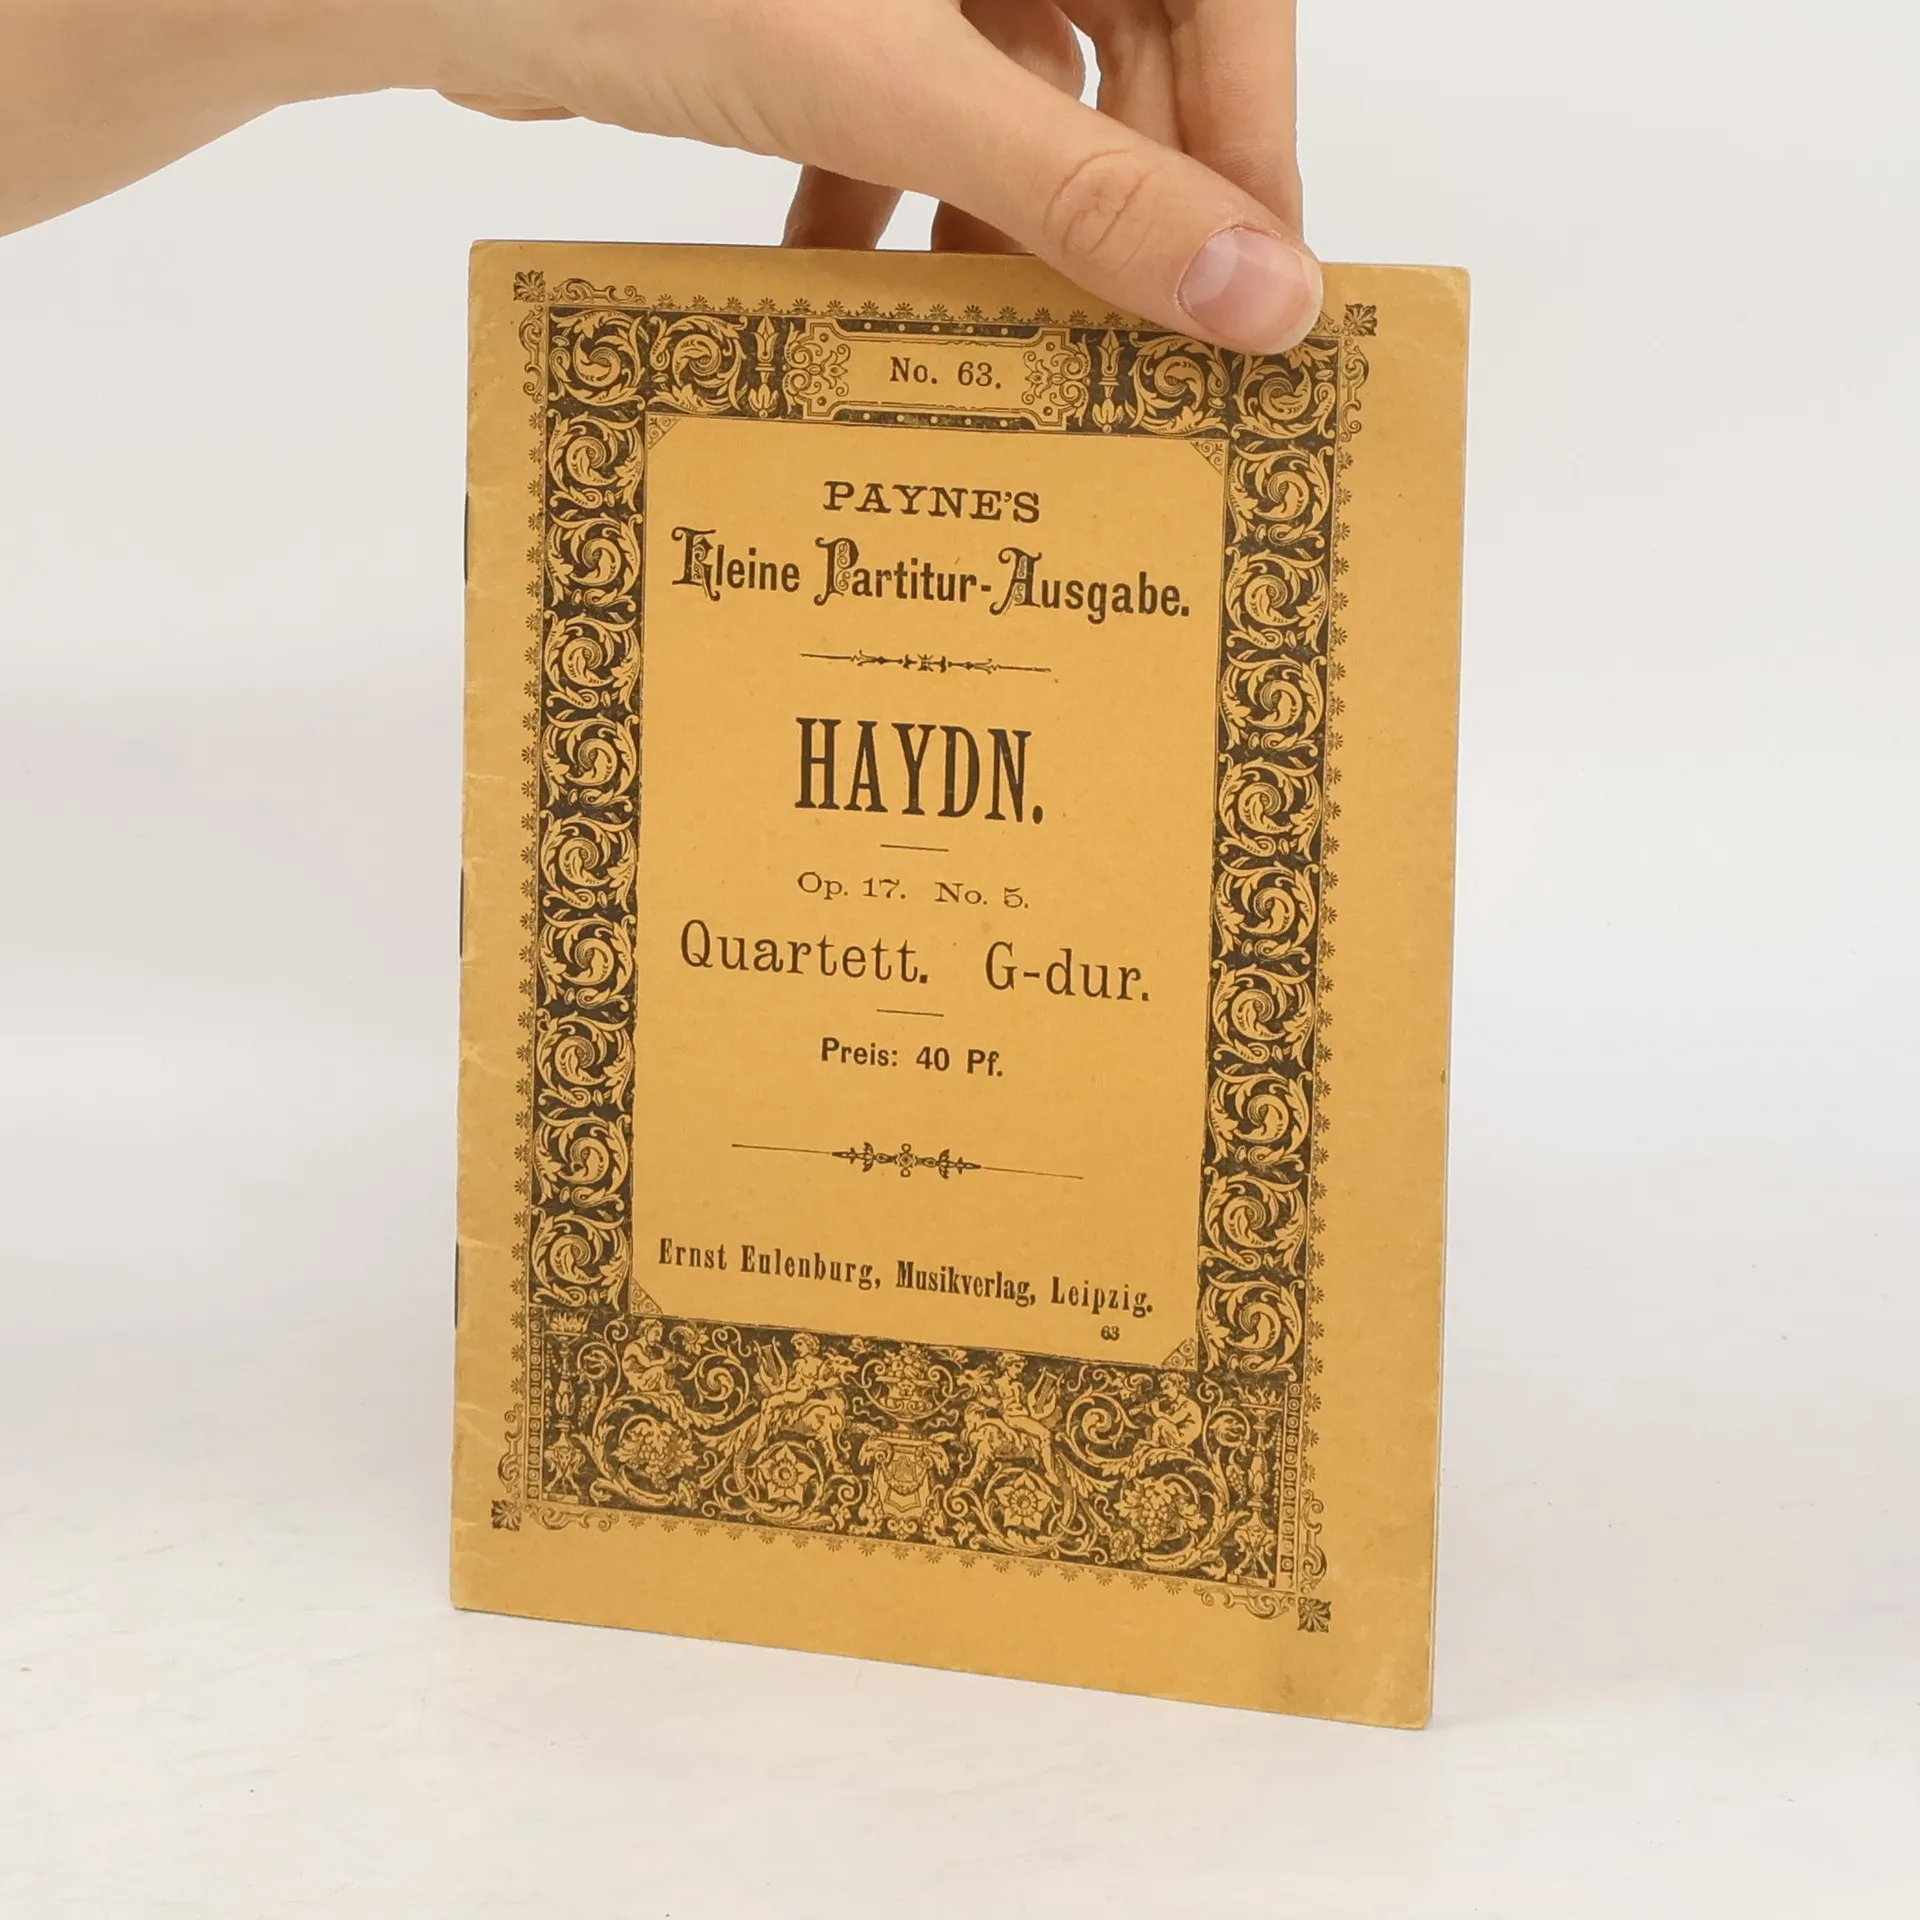 No. 63.
PAYNE'S
Kleine Partitur-Ausgabe.
HAYDN.
Op. 17. No. 5.
Quartett. G-dur.
Preis: 40 Pf.
Ernst Eulenburg, Musikverlag, Leipzig.
63